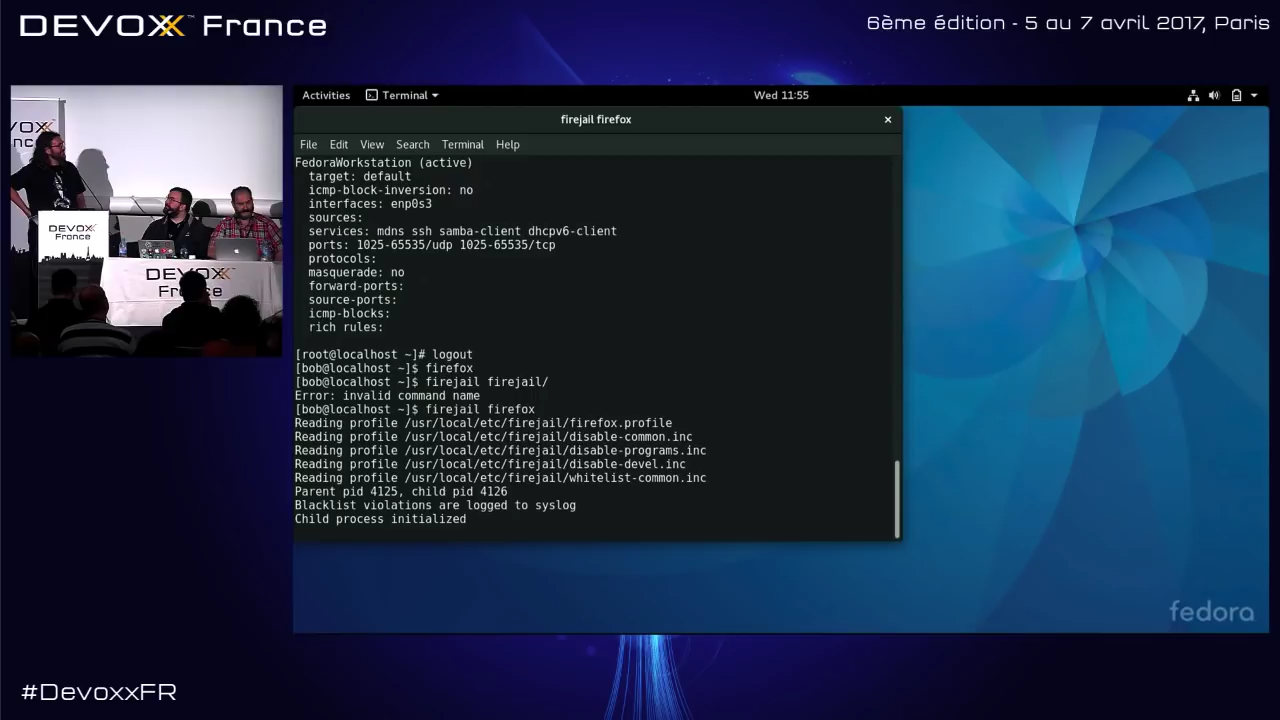 DEVOXX™ France
6ème édition - 5 au 7 avril 2017, Paris
Activities
Terminal
Wed 11:55
firejail firefox
File Edit View Search Terminal Help
FedoraWorkstation (active)
target: default
icmp-block-inversion: no
interfaces: enp0s3
sources:
services: mdns ssh samba-client dhcpv6-client
ports: 1025-65535/udp 1025-65535/tcp
protocols:
masquerade: no
forward-ports:
source-ports:
icmp-blocks:
rich rules:
[root@localhost ~]# logout
[bob@localhost ~]$ firefox
[bob@localhost ~]$ firejail firejail/
Error: invalid command name
[bob@localhost ~]$ firejail firefox
Reading profile /usr/local/etc/firejail/firefox.profile
Reading profile /usr/local/etc/firejail/disable-common.inc
Reading profile /usr/local/etc/firejail/disable-programs.inc
Reading profile /usr/local/etc/firejail/disable-devel.inc
Reading profile /usr/local/etc/firejail/whitelist-common.inc
Parent pid 4125, child pid 4126
Blacklist violations are logged to syslog
Child process initialized
fedora
DEVOXX
France
DEVOXX
#DevoxxFR